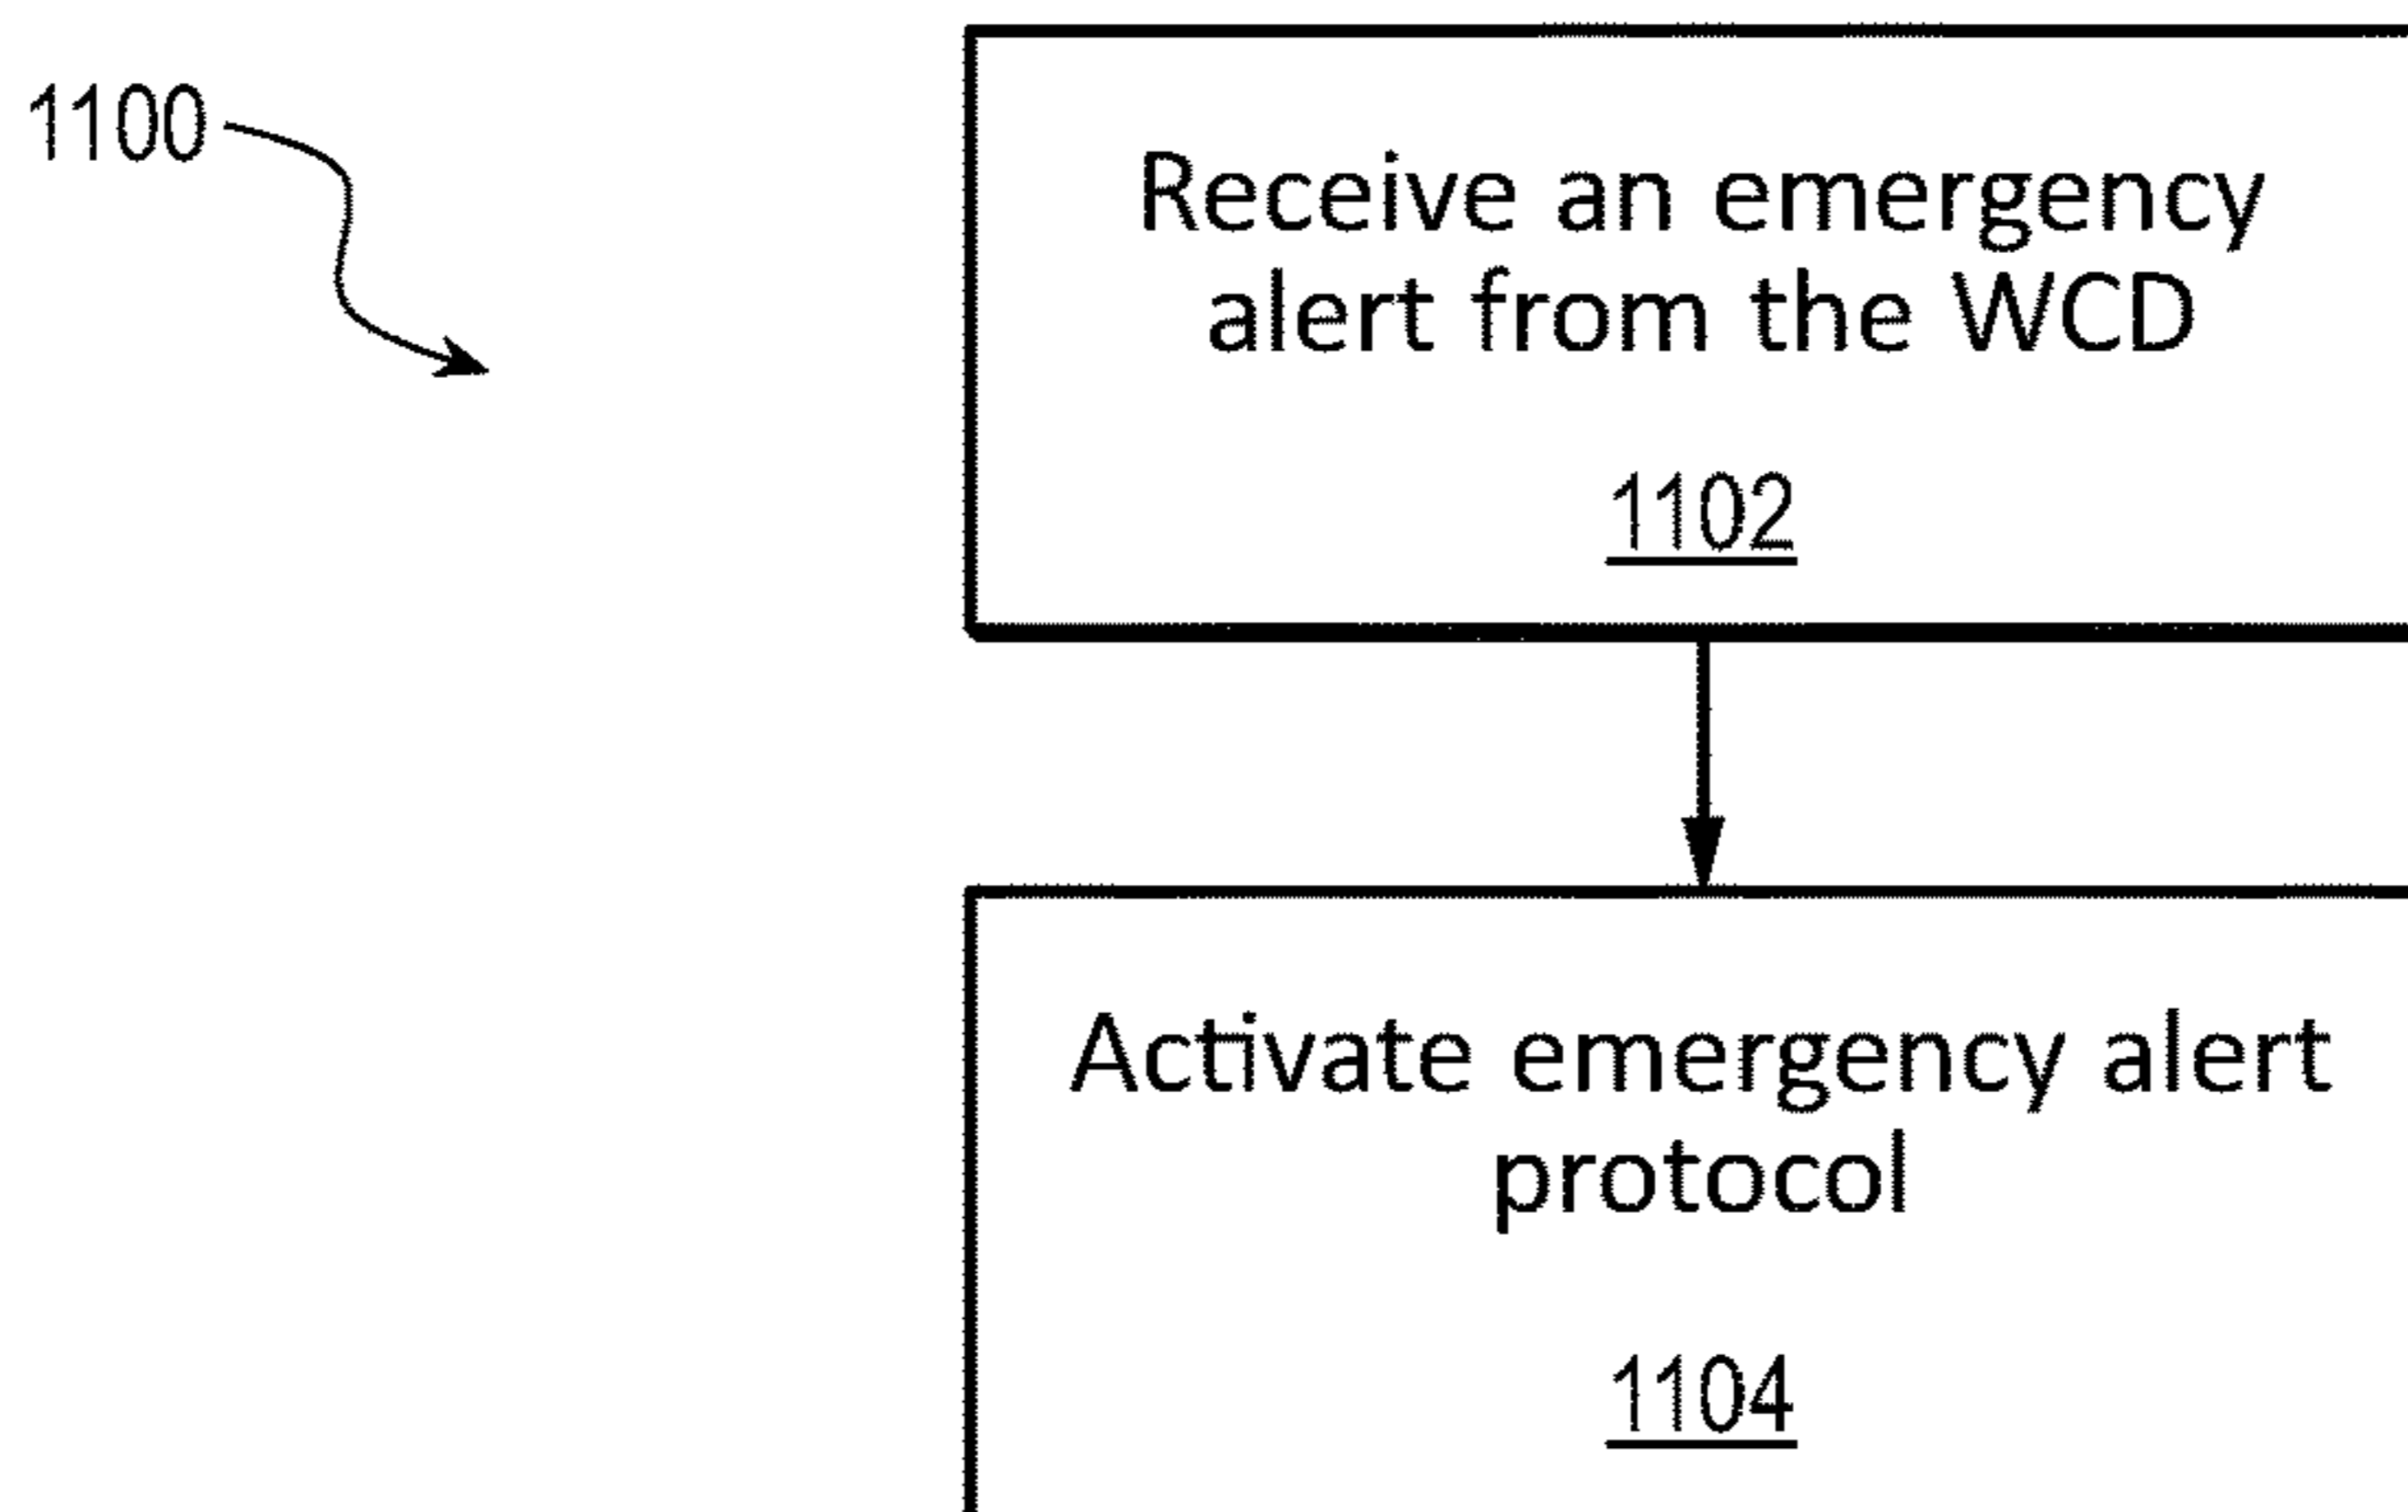 1100
Receive an emergency
alert from the WCD
1102
Activate emergency alert
protocol
1104